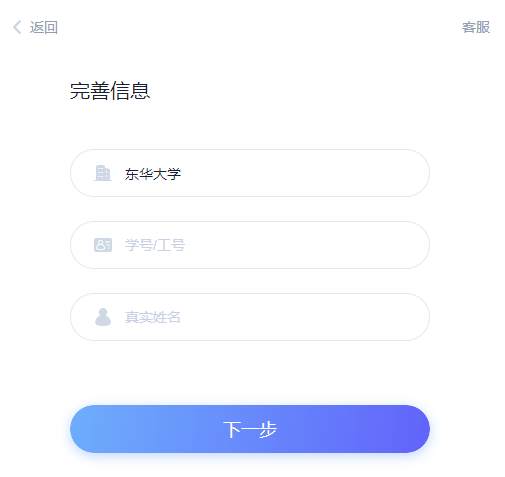 返回
客服
完善信息
东华大学
学号/工号
真实姓名
下一步